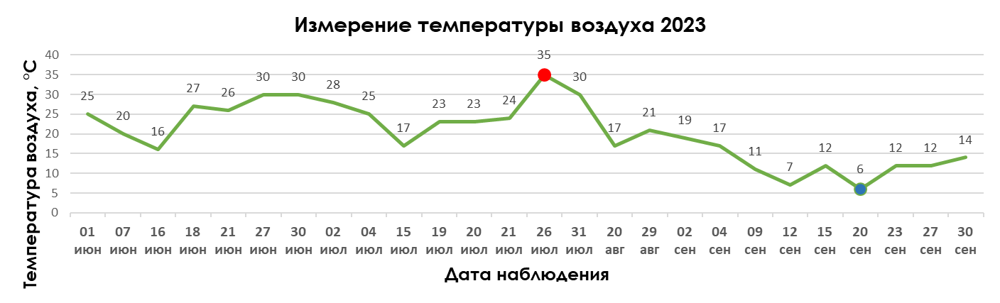 Измерение температуры воздуха 2023
Температура воздуха, °С
40
35
30
25
20
15
10
5
0
25 20 16 27 26 30 30 28 25 17 23 23 24 35 30 17 21 19 17 11 7 12 6 12 12 14
01 07 16 18 21 27 30 02 04 15 19 20 21 26 31 20 29 02 04 09 12 15 20 23 27 30
июн июн июн июн июн июн июн июл июл июл июл июл июл июл июл авг авг сен сен сен сен сен сен сен сен сен
Дата наблюдения